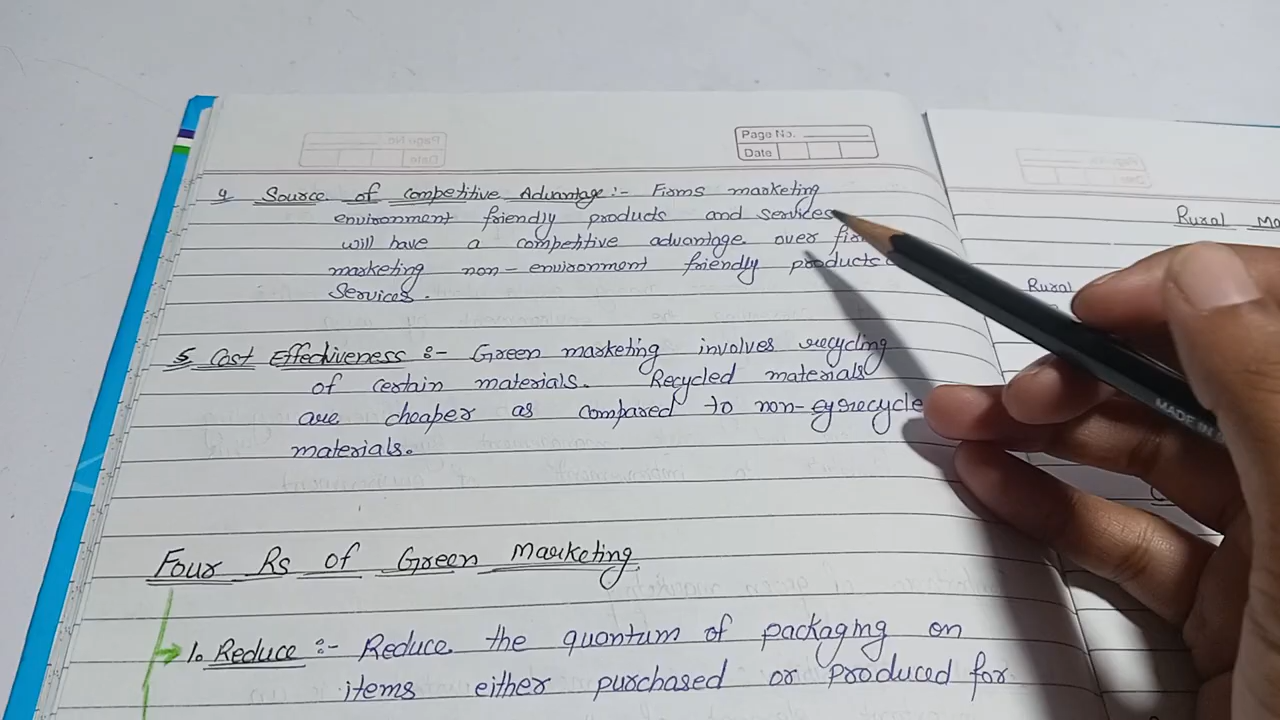 Page No.
Date
4 Source of Competitive Advantage :- Firms marketing
environment friendly products and services
will have a competitive advantage over
marketing non-environment friendly products
Services.
5 Cost Effectiveness :- Green marketing involves recycling
of certain materials. Recycled materials
are cheaper as compared to
materials.
Four Rs of Green Marketing
1. Reduce :- Reduce the quantum of packaging on
items either purchased or produced for
Rural
Rural
MADE IN